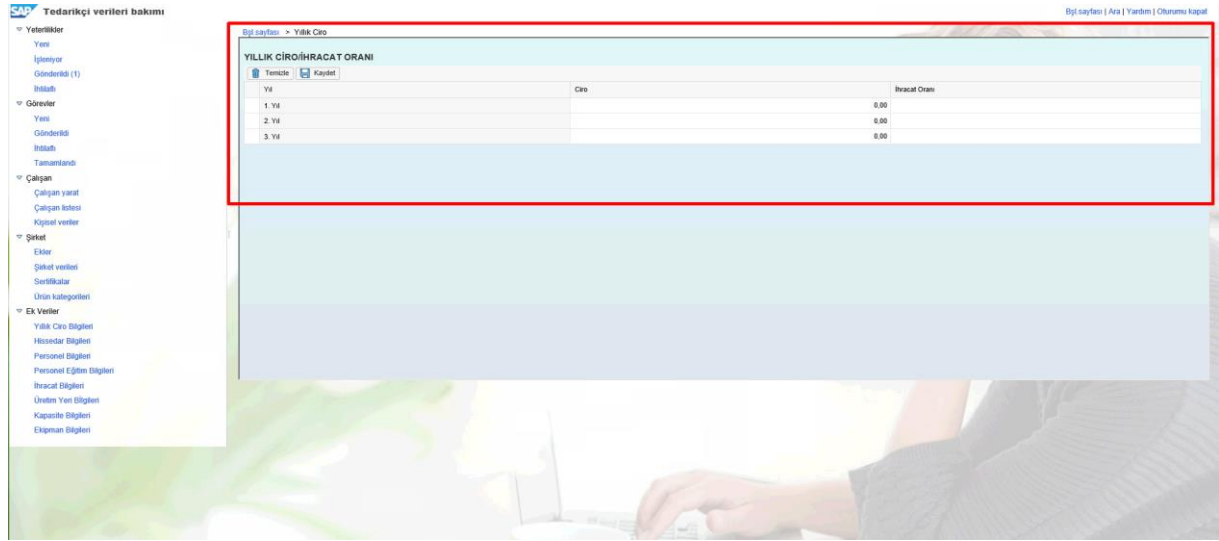 SAP Tedarikçi verileri bakımı
Bşl.sayfası | Ara | Yardım | Oturumu kapat
Yeterlilikler
Yeni
İşleniyor
Gönderildi (1)
İhtilaflı
Görevler
Yeni
Gönderildi
İhtilaflı
Tamamlandı
Çalışan
Çalışan yarat
Çalışan listesi
Kişisel veriler
Şirket
Ekler
Şirket verileri
Sertifikalar
Ürün kategorileri
Ek Veriler
Yıllık Ciro Bilgileri
Hissedar Bilgileri
Personel Bilgileri
Personel Eğitim Bilgileri
İhracat Bilgileri
Üretim Yeri Bilgileri
Kapasite Bilgileri
Ekipman Bilgileri
Bşl.sayfası > Yıllık Ciro
YILLIK CİRO/İHRACAT ORANI
Temizle Kaydet
Yıl Ciro İhracat Oranı
1. Yıl 0,00
2. Yıl 0,00
3. Yıl 0,00